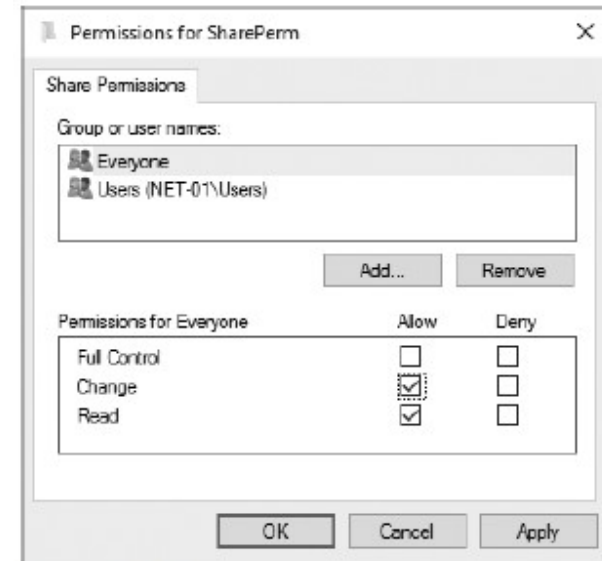 Permissions for SharePerm
Share Permissions
Group or user names:
Everyone
Users (NET-01\Users)
Add... Remove
Permissions for Everyone Allow Deny
Full Control
Change
Read
OK Cancel Apply